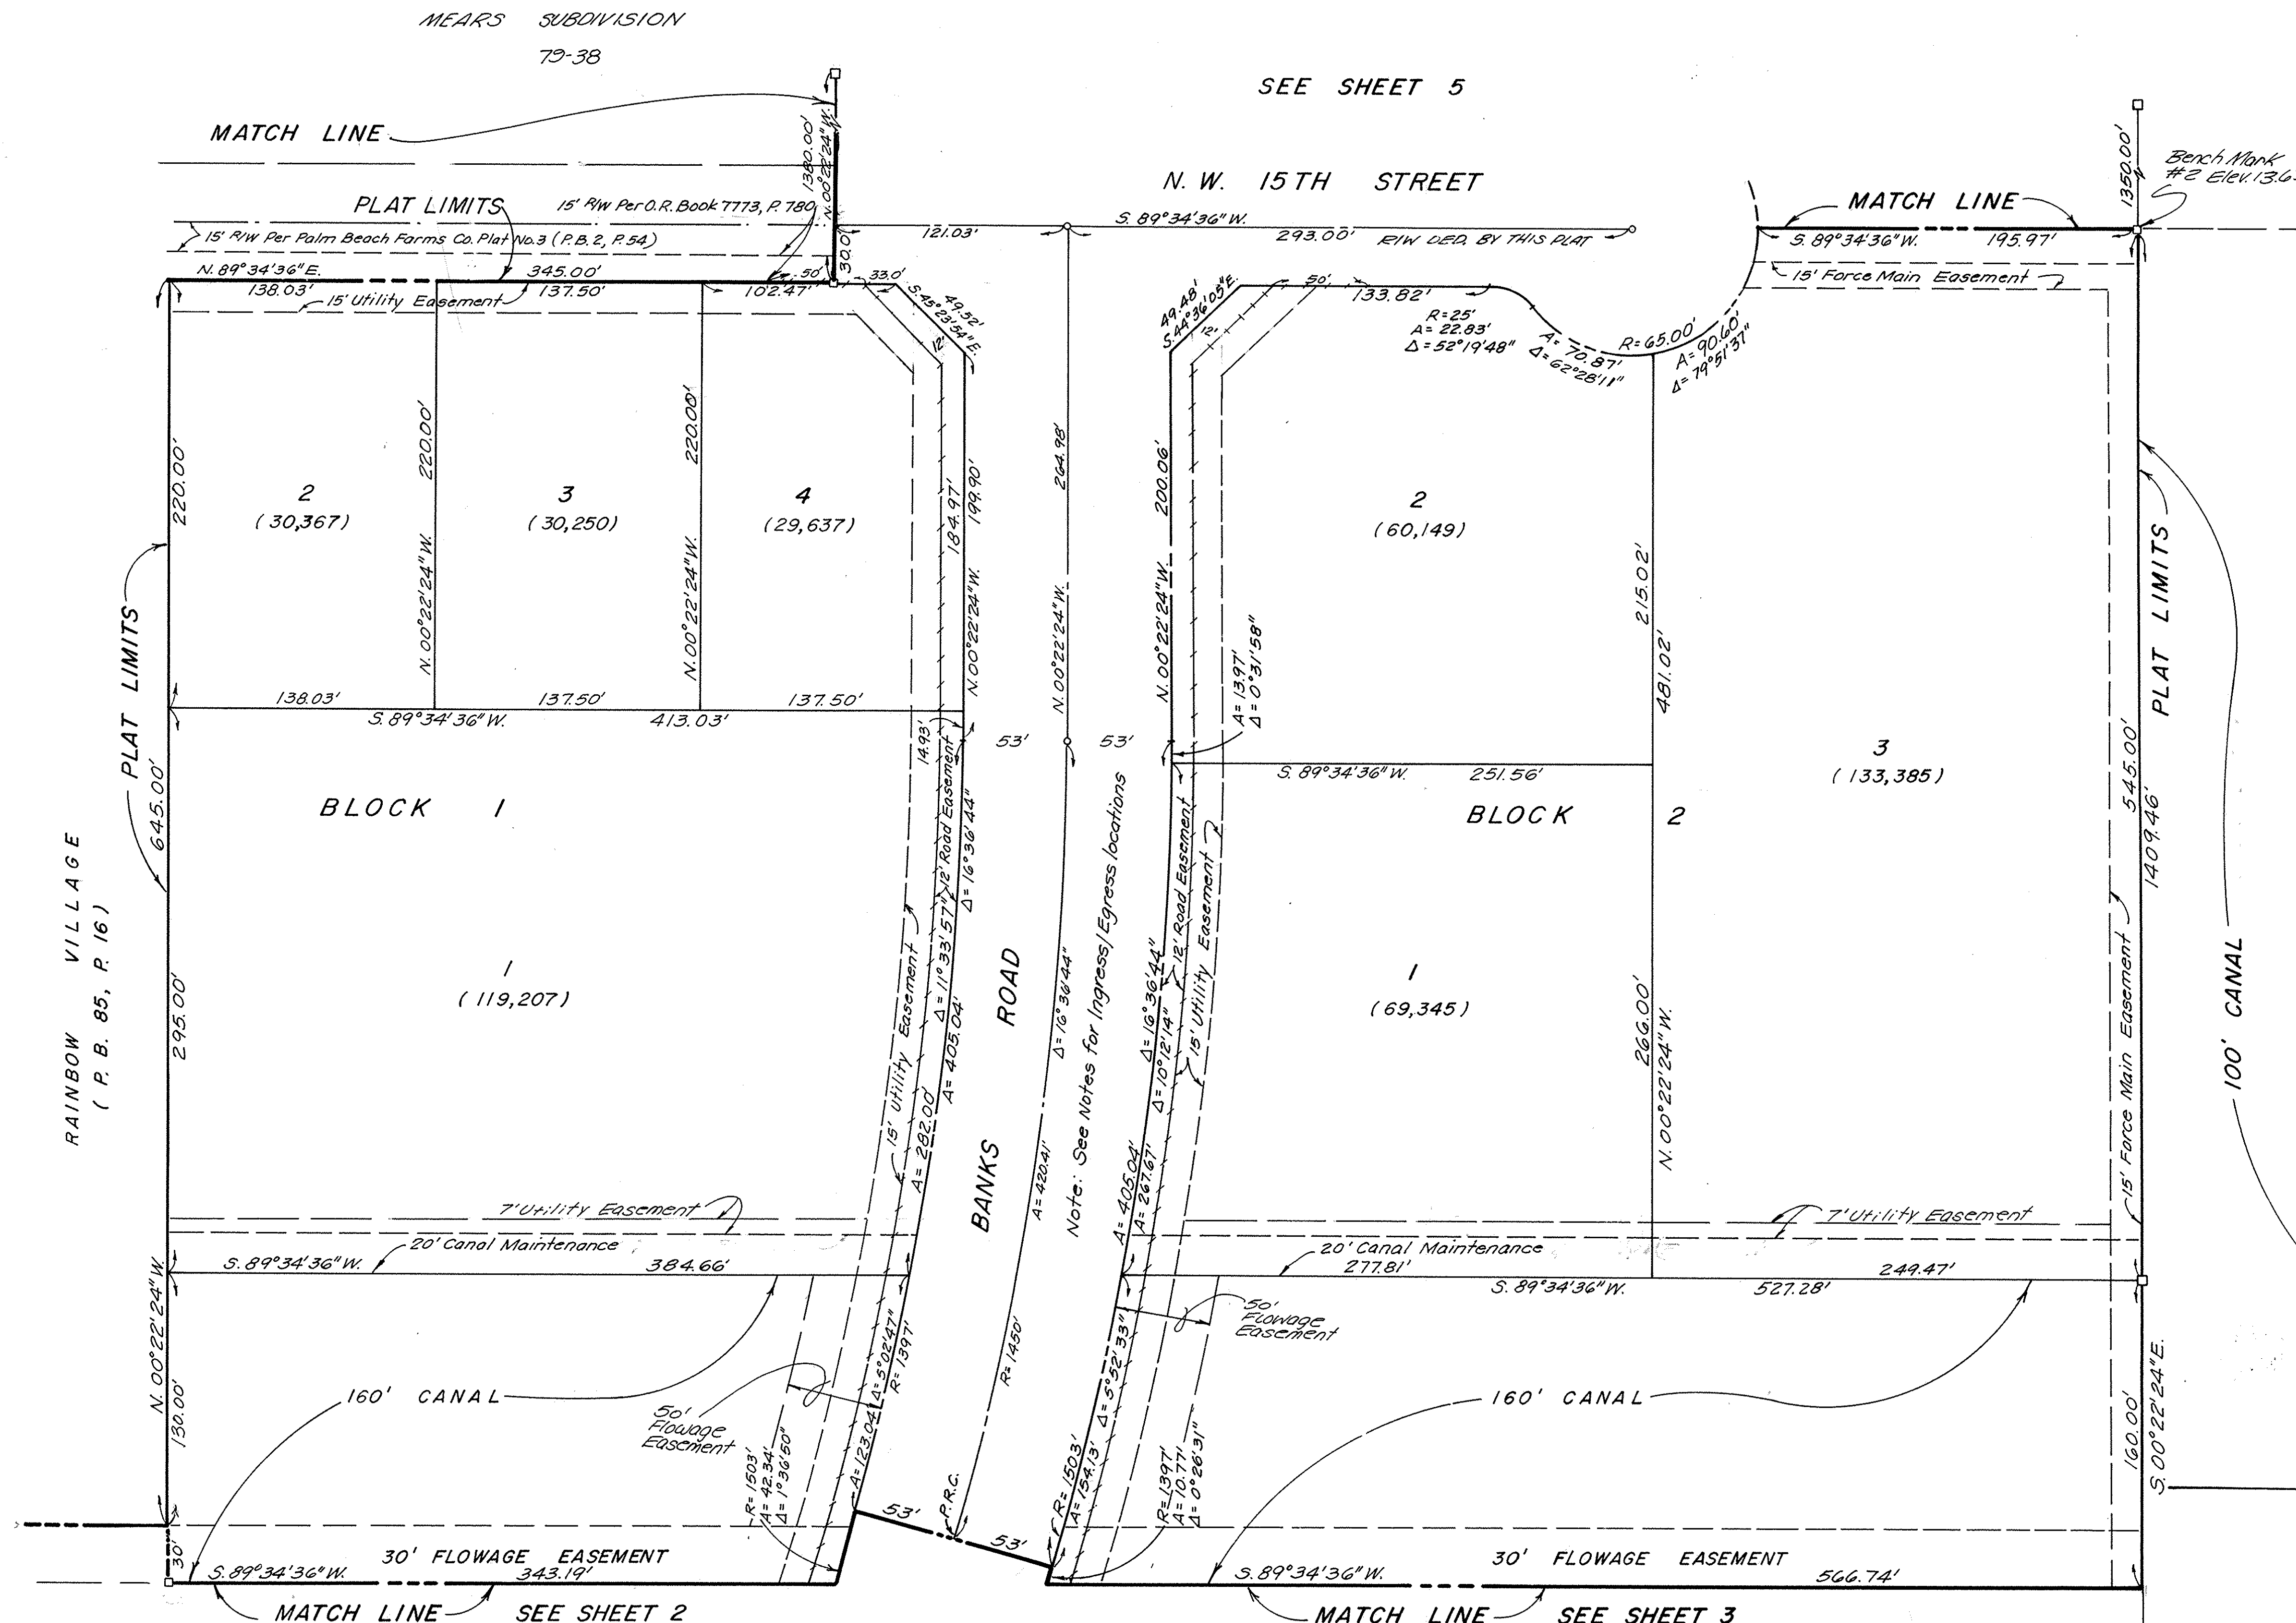 MEARS SUBDIVISION
79-38
SEE SHEET 5
MATCH LINE
1380.00'
N.00°22'24"W.
N.W. 15TH STREET
1350.00'
Bench Mark
#2 Elev. 13.6
PLAT LIMITS
15' R/W Per O.R. Book 7773, P. 780
15' R/W Per Palm Beach Farms Co. Plat No. 3 (P.B. 2, P. 54)
30.0'
121.03'
S. 89°34'36"W.
293.00'
R/W DED. BY THIS PLAT
MATCH LINE
S. 89°34'36"W.
195.97'
15' Force Main Easement
N. 89°34'36"E.
345.00'
50'
33.0'
138.03'
137.50'
102.47'
15' Utility Easement
49.52'
S.45°23'54"E.
12'
49.48'
S.44°36'05"E.
12'
50'
133.82'
R=25'
A=22.83'
Δ=52°19'48"
A=70.87'
Δ=62°28'11"
R=65.00'
A=90.60'
Δ=79°51'37"
220.00'
220.00'
220.00'
N.00°22'24"W.
N.00°22'24"W.
2
(30,367)
3
(30,250)
4
(29,637)
184.97'
199.90'
N.00°22'24"W.
264.98'
N.00°22'24"W.
200.06'
N.00°22'24"W.
2
(60,149)
215.02'
481.02'
A=13.97'
Δ=0°31'58"
138.03'
137.50'
137.50'
S.89°34'36"W.
413.03'
14.93'
53'
53'
S. 89°34'36"W.
251.56'
3
(133,385)
PLAT LIMITS
545.00'
1409.46'
PLAT LIMITS
645.00'
BLOCK 1
BLOCK 2
RAINBOW VILLAGE
(P.B. 85, P. 16)
295.00'
1
(119,207)
15' Utility Easement
12' Road Easement
Δ=16°36'44"
Δ=11°33'57"
A=405.04'
A=282.00'
BANKS ROAD
Δ=16°36'44"
A=420.41'
R=1450'
Note: See Notes for Ingress/Egress locations
12' Road Easement
15' Utility Easement
Δ=16°36'44"
Δ=10°12'14"
A=405.04'
A=267.67'
1
(69,345)
266.00'
N.00°22'24"W.
15' Force Main Easement
100' CANAL
7' Utility Easement
20' Canal Maintenance
S. 89°34'36"W.
384.66'
7' Utility Easement
20' Canal Maintenance
277.81'
249.47'
S. 89°34'36"W.
527.28'
N.00°22'24"W.
130.00'
160' CANAL
50'
Flowage
Easement
R=1503'
A=42.34'
Δ=1°36'50"
A=123.04'
Δ=5°02'47"
R=1397'
50'
Flowage
Easement
Δ=5°52'33"
R=1503'
A=154.13'
R=1397'
A=10.77'
Δ=0°26'31"
160' CANAL
160.00'
S.00°22'24"E.
53'
P.R.C.
53'
30'
30' FLOWAGE EASEMENT
S.89°34'36"W.
343.19'
30' FLOWAGE EASEMENT
S.89°34'36"W.
566.74'
MATCH LINE
SEE SHEET 2
MATCH LINE
SEE SHEET 3